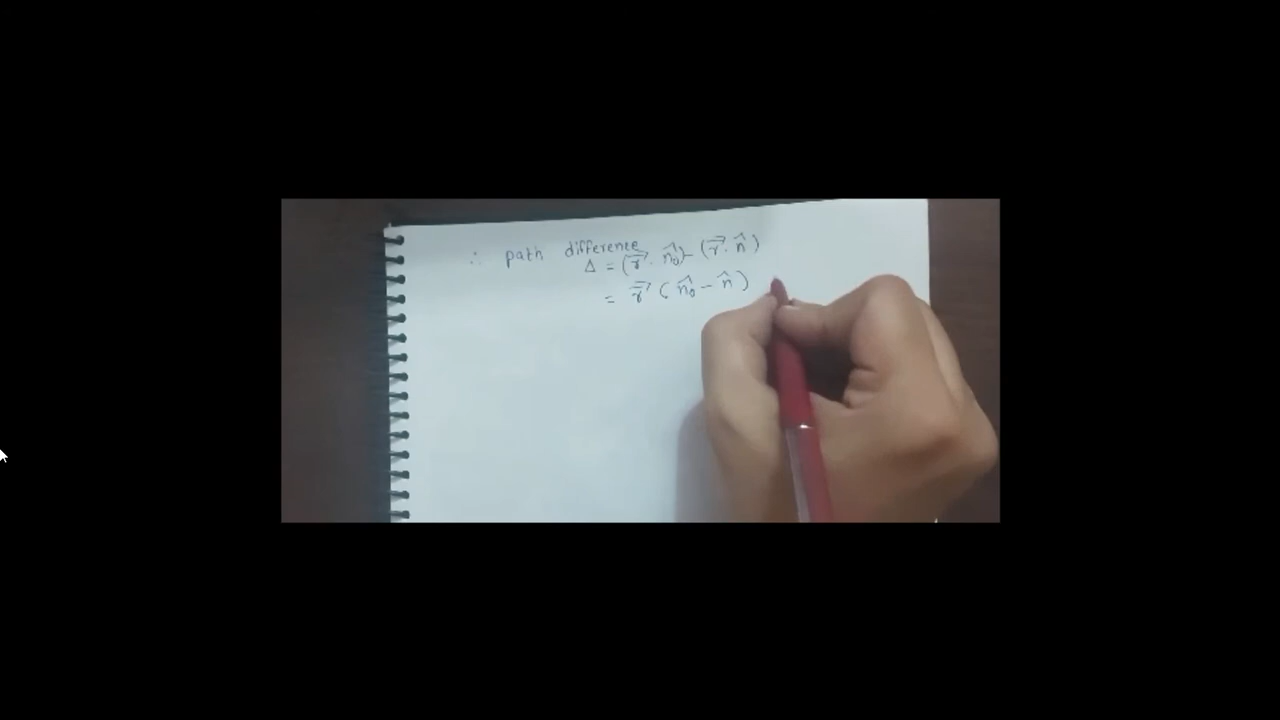 ∴ path difference
Δ = (r⃗ . n̂₀) - (r⃗ . n̂)
= r⃗ (n̂₀ - n̂)